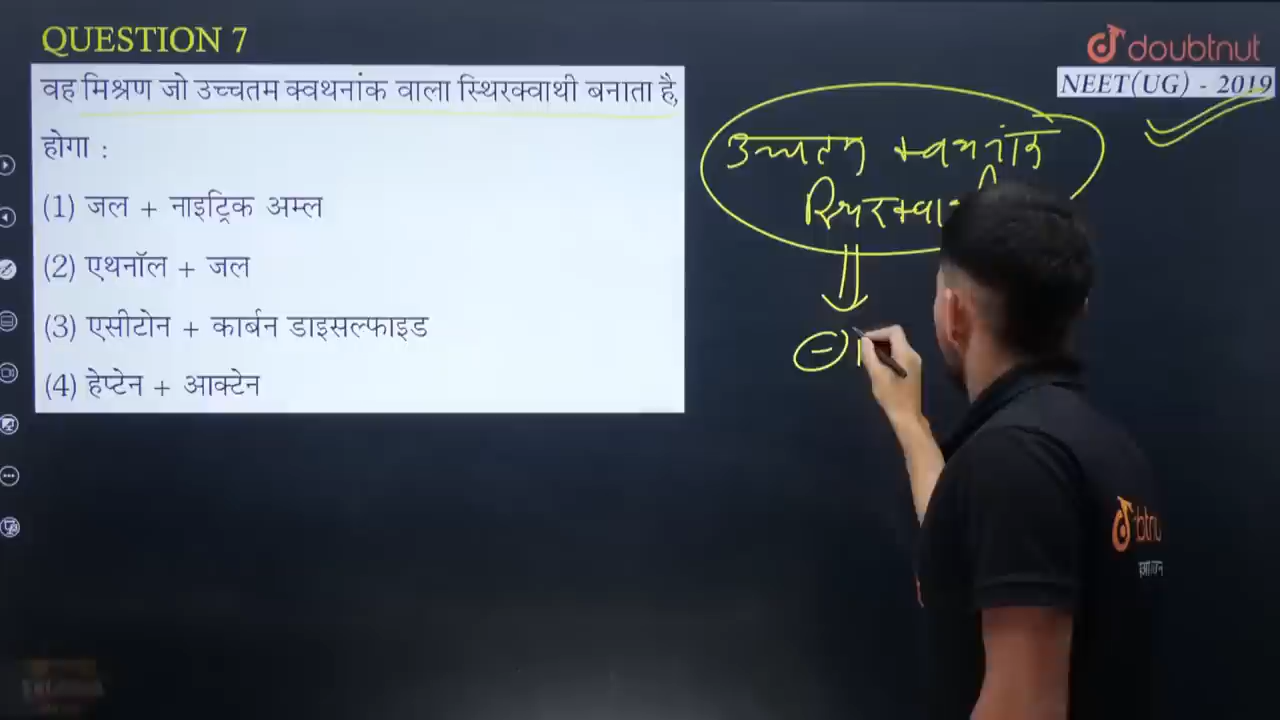 QUESTION 7
doubtnut
NEET(UG) - 2019
वह मिश्रण जो उच्चतम क्वथनांक वाला स्थिरक्वाथी बनाता है,
होगा :
(1) जल + नाइट्रिक अम्ल
(2) एथनॉल + जल
(3) एसीटोन + कार्बन डाइसल्फाइड
(4) हेप्टेन + आक्टेन
उच्चतम क्वथनांक